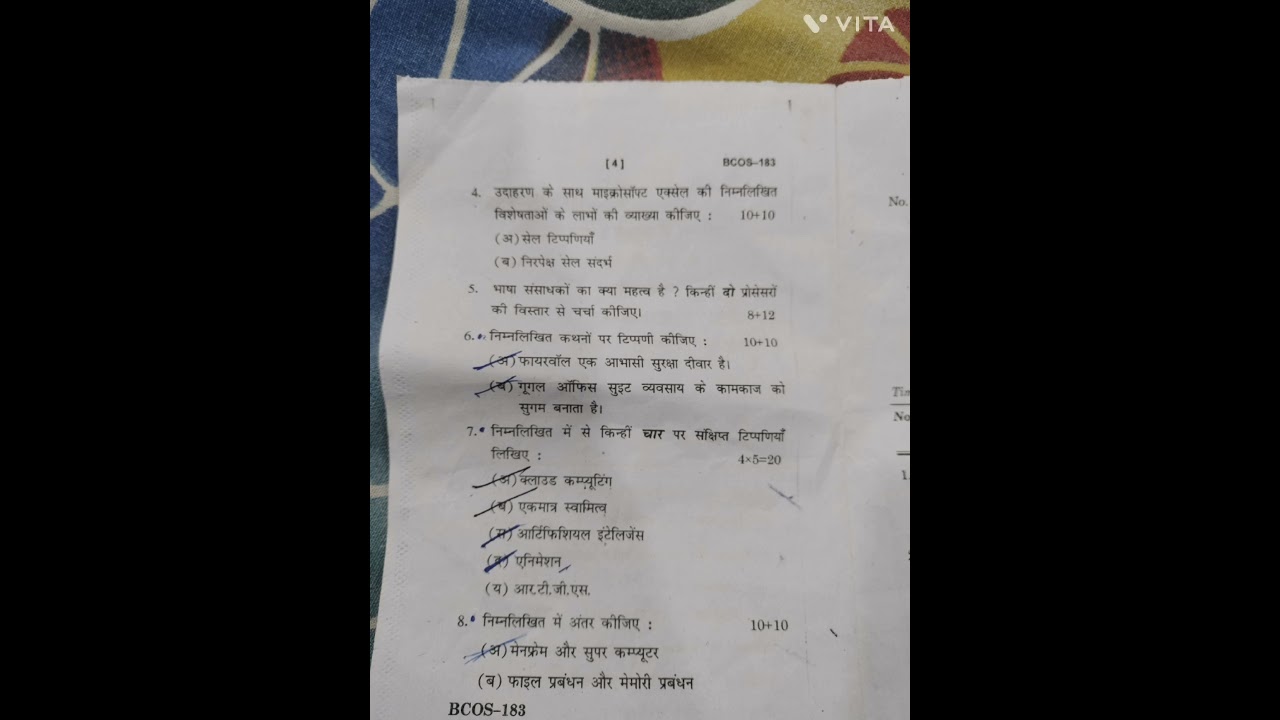 VITA
[4]
BCOS–183
4. उदाहरण के साथ माइक्रोसॉफ्ट एक्सेल की निम्नलिखित
विशेषताओं के लाभों की व्याख्या कीजिए : 10+10
(अ) सेल टिप्पणियाँ
(ब) निरपेक्ष सेल संदर्भ
5. भाषा संसाधकों का क्या महत्व है ? किन्हीं दो प्रोसेसरों
की विस्तार से चर्चा कीजिए। 8+12
6. निम्नलिखित कथनों पर टिप्पणी कीजिए : 10+10
(अ) फायरवॉल एक आभासी सुरक्षा दीवार है।
(ब) गूगल ऑफिस सुइट व्यवसाय के कामकाज को
सुगम बनाता है।
7. निम्नलिखित में से किन्हीं चार पर संक्षिप्त टिप्पणियाँ
लिखिए : 4×5=20
(अ) क्लाउड कम्प्यूटिंग
(ब) एकमात्र स्वामित्व
(स) आर्टिफिशियल इंटेलिजेंस
(द) एनिमेशन
(य) आर.टी.जी.एस.
8. निम्नलिखित में अंतर कीजिए : 10+10
(अ) मेनफ्रेम और सुपर कम्प्यूटर
(ब) फाइल प्रबंधन और मेमोरी प्रबंधन
BCOS–183
No.
No
1.